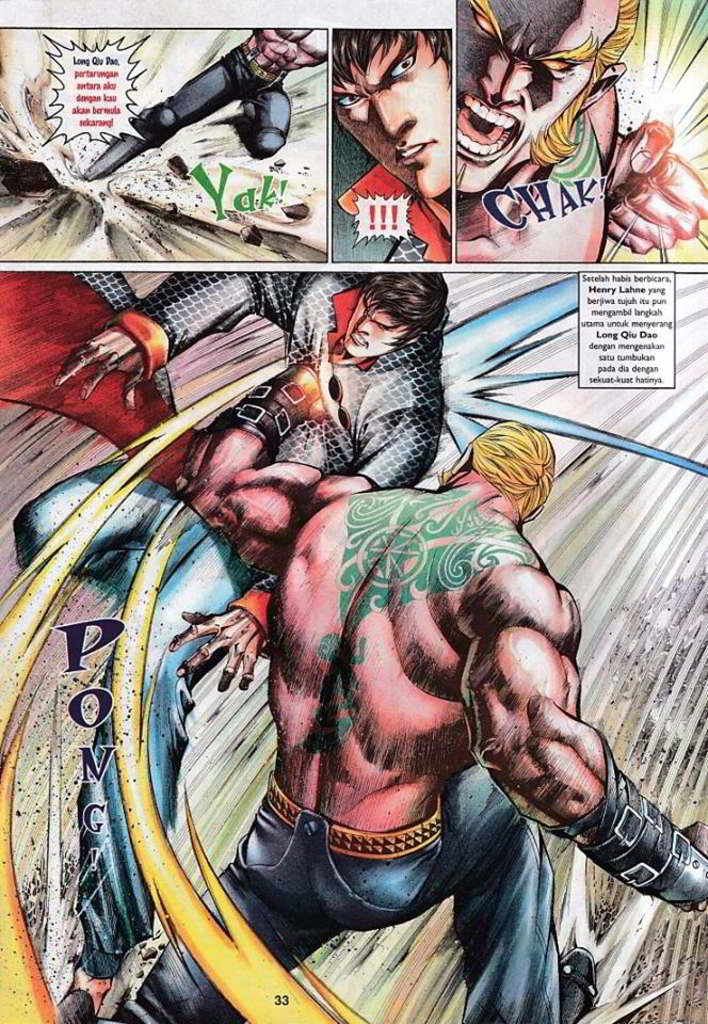 Long Qiu Dao,
pertarungan
antara aku
dengan kau
akan bermula
sekarang!
Yak!
!!!
CHAK!
Setelah habis berbicara,
Henry Lahne yang
berjiwa tujuh itu pun
mengambil langkah
utama untuk menyerang
Long Qiu Dao
dengan mengenakan
satu tumbukan
pada dia dengan
sekuat-kuat hatinya.
PONG!
33